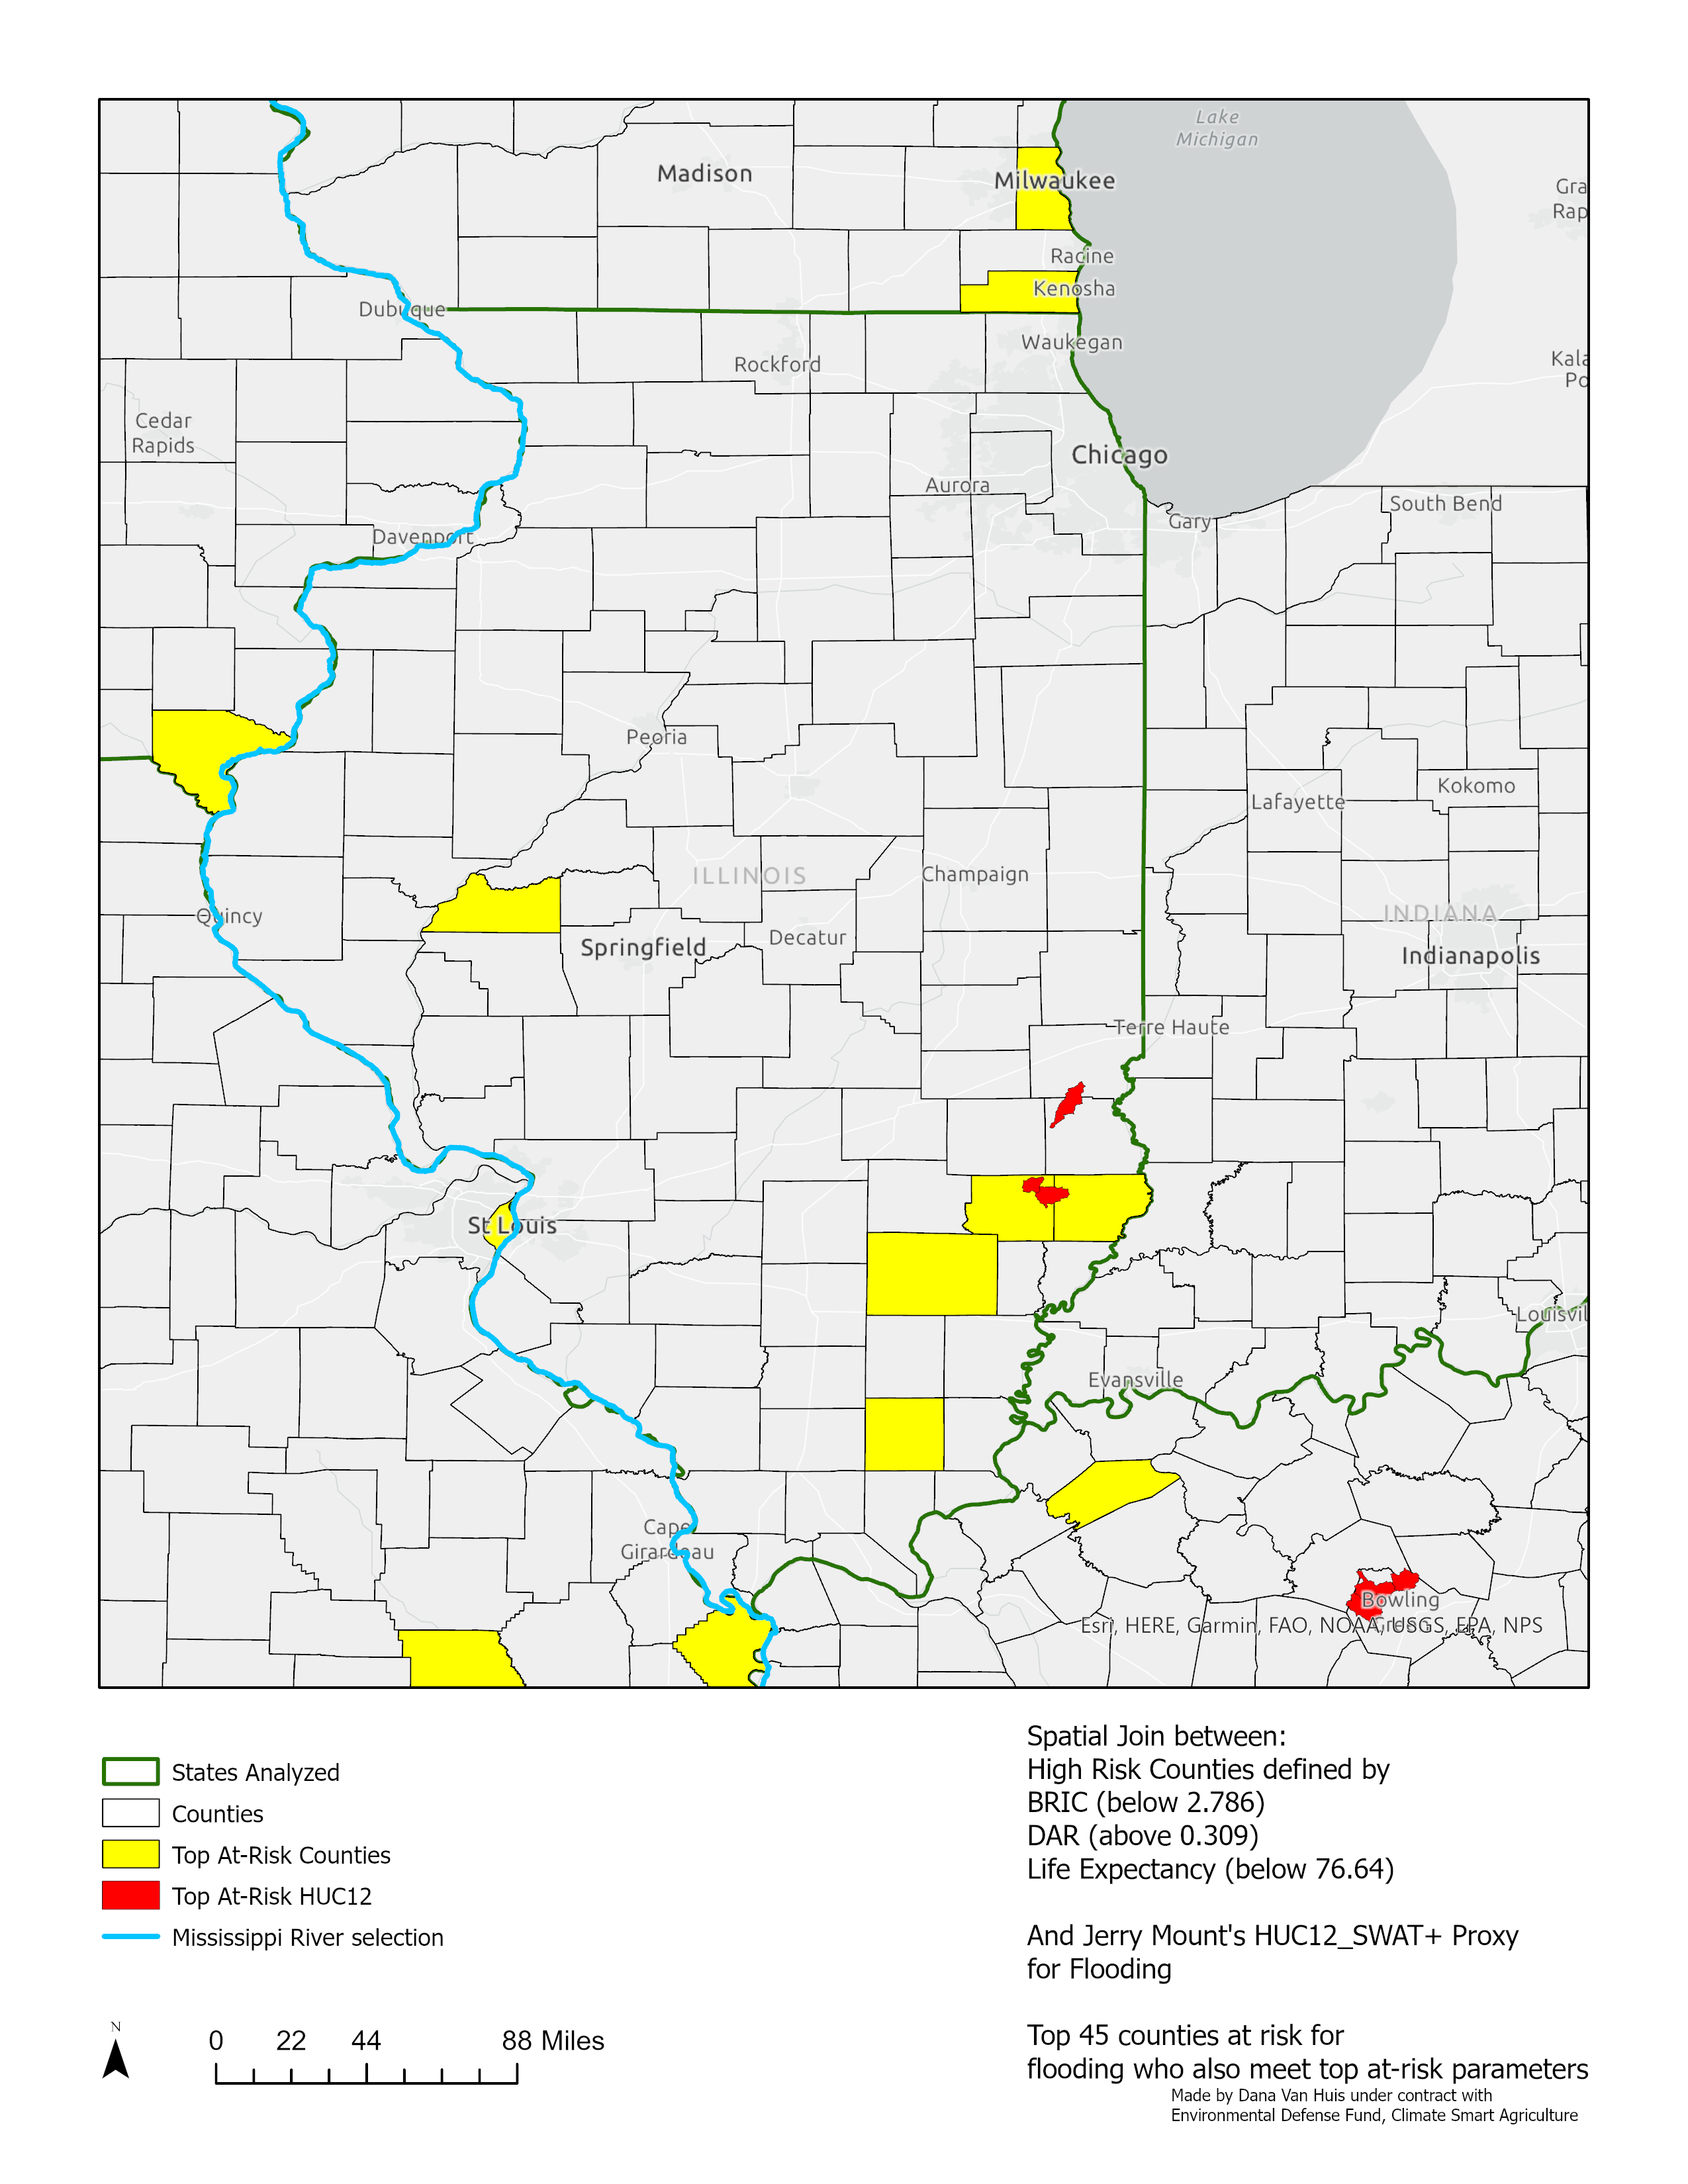 Lake
Michigan
Madison
Milwaukee
Gra
Rap
Racine
Kenosha
Dubuque
Waukegan
Rockford
Kala
Po
Cedar
Rapids
Chicago
Aurora
South Bend
Gary
Davenport
Peoria
Kokomo
Lafayette
ILLINOIS
Champaign
Quincy
INDIANA
Springfield
Decatur
Indianapolis
Terre Haute
St Louis
Louisvil
Evansville
Cape
Girardeau
Bowling
Green
Esri, HERE, Garmin, FAO, NOAA, USGS, EPA, NPS
States Analyzed
Counties
Top At-Risk Counties
Top At-Risk HUC12
Mississippi River selection
N
0 22 44 88 Miles
Spatial Join between:
High Risk Counties defined by
BRIC (below 2.786)
DAR (above 0.309)
Life Expectancy (below 76.64)
And Jerry Mount's HUC12_SWAT+ Proxy
for Flooding
Top 45 counties at risk for
flooding who also meet top at-risk parameters
Made by Dana Van Huis under contract with
Environmental Defense Fund, Climate Smart Agriculture